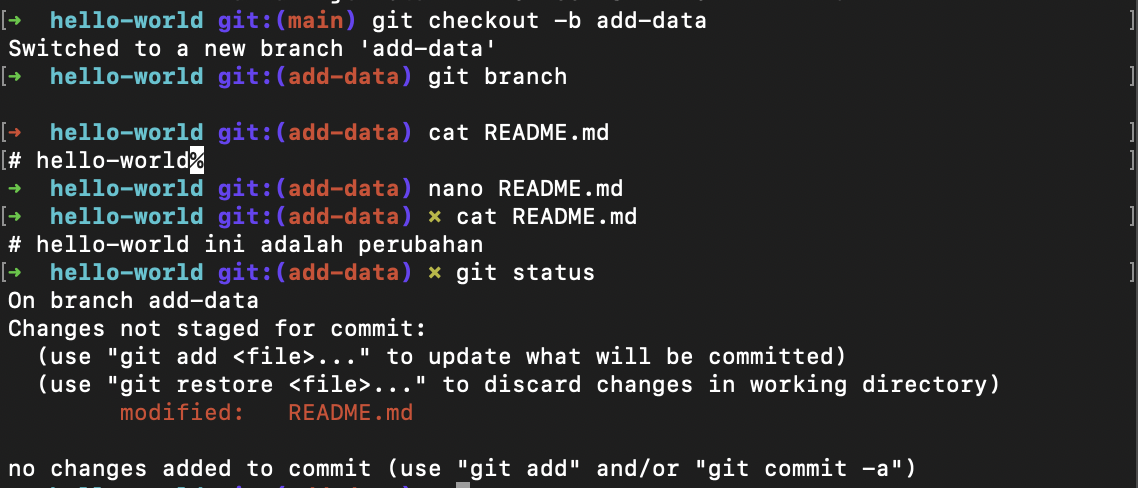 [➜  hello-world git:(main) git checkout -b add-data ]
Switched to a new branch 'add-data'
[➜  hello-world git:(add-data) git branch ]
[➜  hello-world git:(add-data) cat README.md ]
[# hello-world% ]
➜  hello-world git:(add-data) nano README.md
[➜  hello-world git:(add-data) ✗ cat README.md ]
# hello-world ini adalah perubahan
[➜  hello-world git:(add-data) ✗ git status ]
On branch add-data
Changes not staged for commit:
  (use "git add <file>..." to update what will be committed)
  (use "git restore <file>..." to discard changes in working directory)
        modified:   README.md
no changes added to commit (use "git add" and/or "git commit -a")